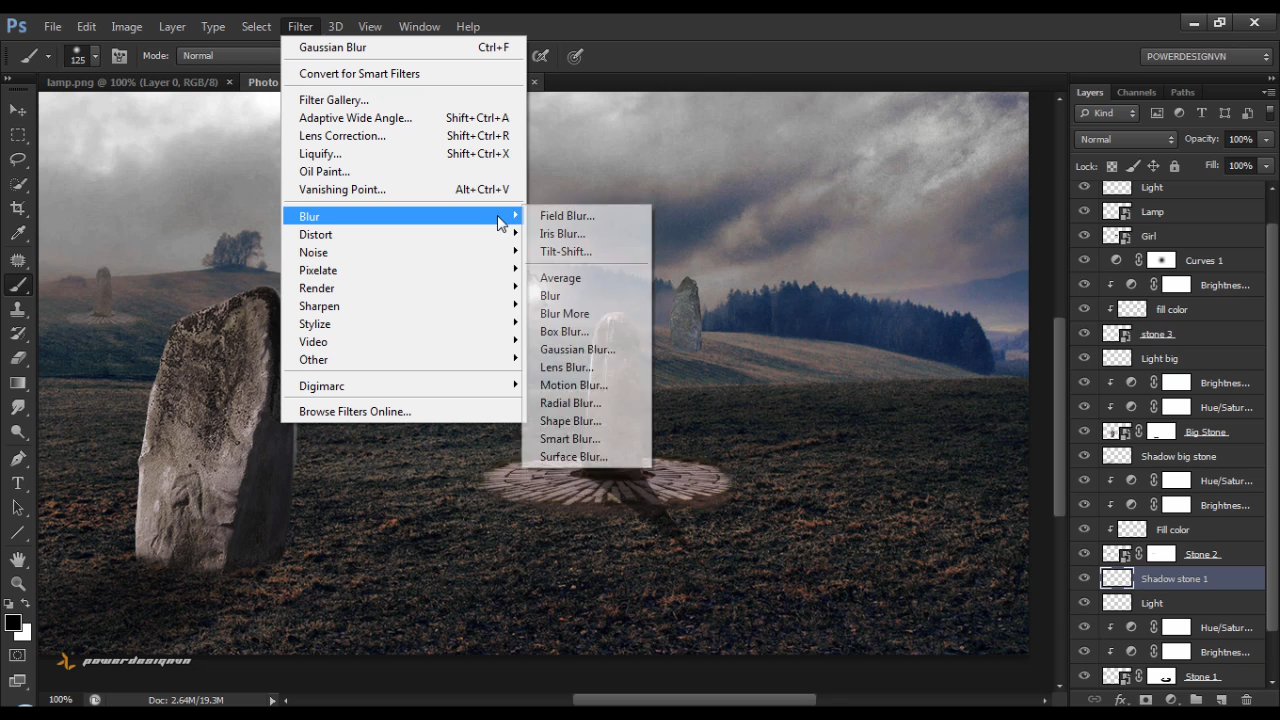 Ps File Edit Image Layer Type Select Filter 3D View Window Help
125 Mode: Normal POWERDESIGNVN
lamp.png @ 100% (Layer 0, RGB/8) × Photo ×
Gaussian Blur Ctrl+F
Convert for Smart Filters
Filter Gallery...
Adaptive Wide Angle... Shift+Ctrl+A
Lens Correction... Shift+Ctrl+R
Liquify... Shift+Ctrl+X
Oil Paint...
Vanishing Point... Alt+Ctrl+V
Blur
Distort
Noise
Pixelate
Render
Sharpen
Stylize
Video
Other
Digimarc
Browse Filters Online...
Field Blur...
Iris Blur...
Tilt-Shift...
Average
Blur
Blur More
Box Blur...
Gaussian Blur...
Lens Blur...
Motion Blur...
Radial Blur...
Shape Blur...
Smart Blur...
Surface Blur...
Layers Channels Paths
Kind
Normal Opacity: 100%
Lock: Fill: 100%
Light
Lamp
Girl
Curves 1
Brightnes...
fill color
stone 3
Light big
Brightnes...
Hue/Satur...
Big Stone
Shadow big stone
Hue/Satur...
Brightnes...
Fill color
Stone 2
Shadow stone 1
Light
Hue/Satur...
Brightnes...
Stone 1
fx
powerdesignvn
100% Doc: 2.64M/19.3M